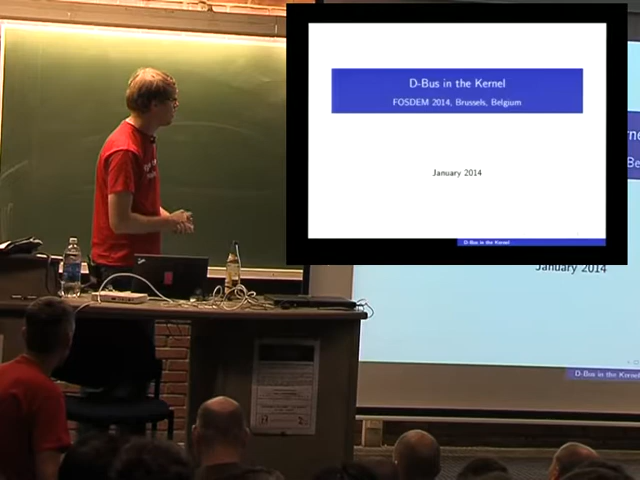 D-Bus in the Kernel
FOSDEM 2014, Brussels, Belgium
January 2014
D-Bus in the Kernel
January 2014
D-Bus in the Kernel